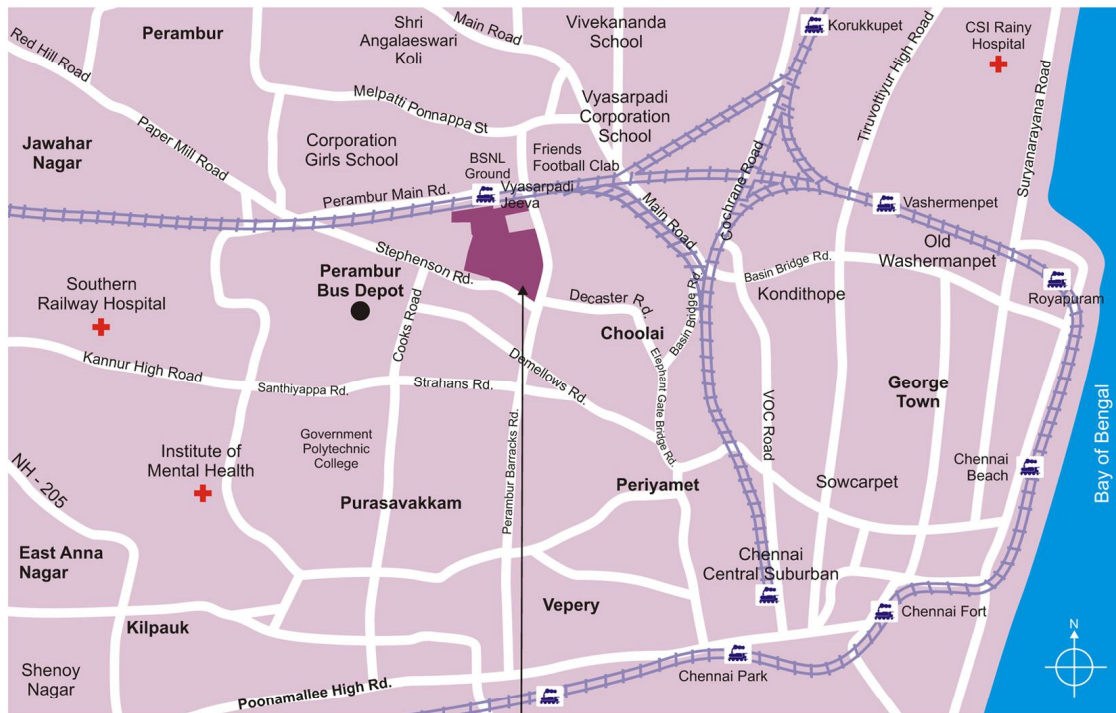 Perambur
Shri
Angalaeswari
Koli
Main Road
Vivekananda
School
Korukkupet
Tiruvottiyur High Road
CSI Rainy
Hospital
Red Hill Road
Melpatti Ponnappa St
Vyasarpadi
Corporation
School
Suryanarayana Road
Jawahar
Nagar
Paper Mill Road
Corporation
Girls School
BSNL
Ground
Friends
Football Clab
Cochrane Road
Perambur Main Rd.
Vyasarpadi
Jeeva
Main Road
Vashermenpet
Old
Washermanpet
Stephenson Rd.
Basin Bridge Rd.
Perambur
Bus Depot
Southern
Railway Hospital
Decaster Rd.
Kondithope
Royapuram
Cooks Road
Choolai
Basin Bridge Rd.
Kannur High Road
Santhiyappa Rd.
Strahans Rd.
Demellows Rd.
Elephant Gate Bridge Rd.
VOC Road
George
Town
Government
Polytechnic
College
Institute of
Mental Health
Perambur Barracks Rd.
Chennai
Beach
Bay of Bengal
NH - 205
Purasavakkam
Periyamet
Sowcarpet
East Anna
Nagar
Chennai
Central Suburban
Vepery
Chennai Fort
Kilpauk
N
Shenoy
Nagar
Poonamallee High Rd.
Chennai Park